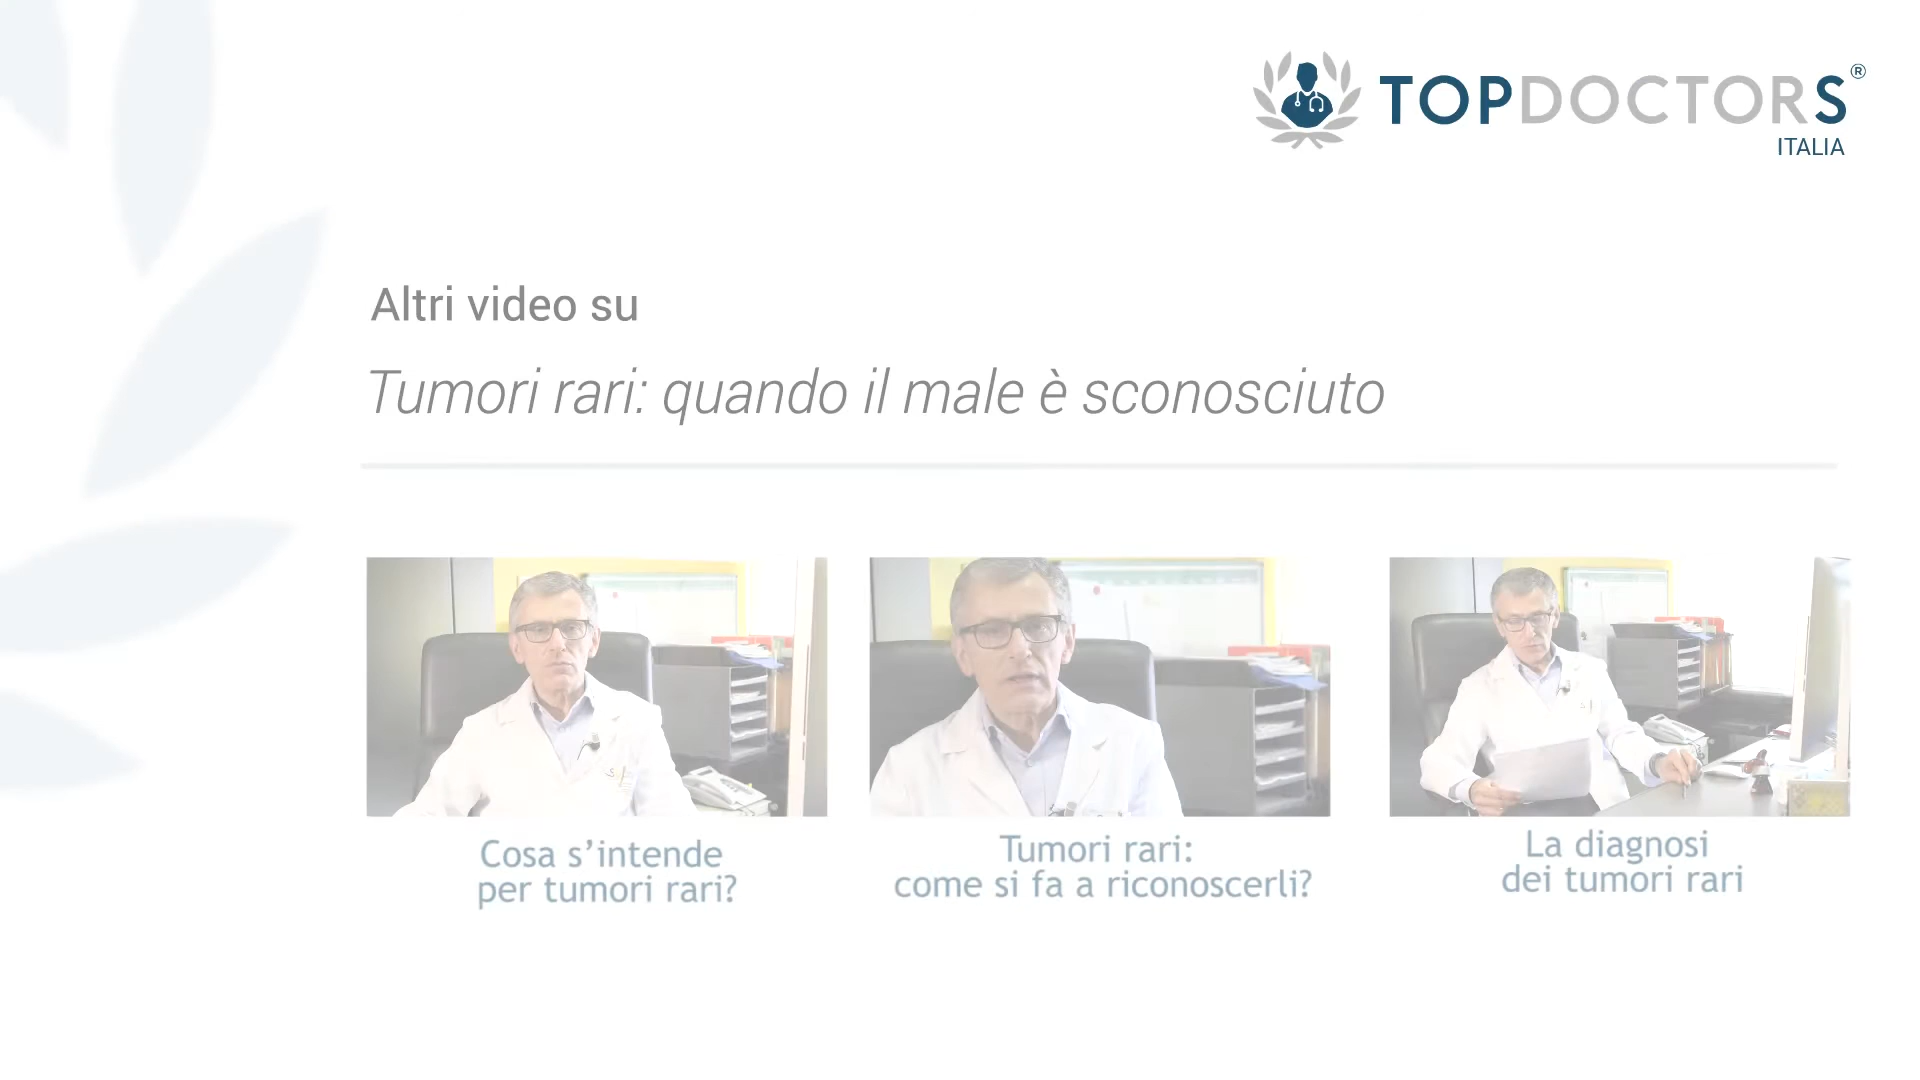 TOPDOCTORS®
ITALIA
Altri video su
Tumori rari: quando il male è sconosciuto
Cosa s'intende
per tumori rari?
Tumori rari:
come si fa a riconoscerli?
La diagnosi
dei tumori rari